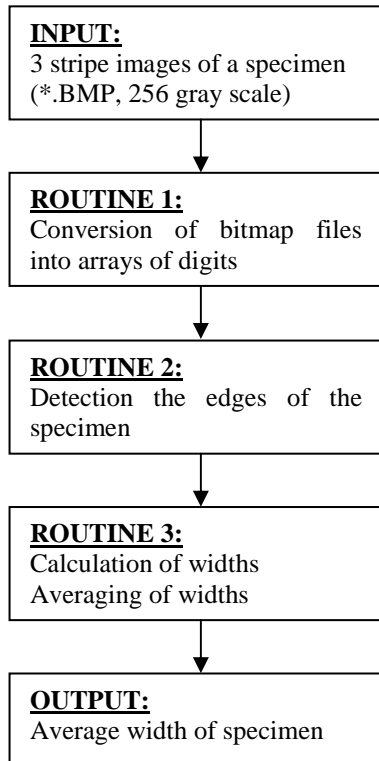 INPUT:
3 stripe images of a specimen
(*.BMP, 256 gray scale)
ROUTINE 1:
Conversion of bitmap files
into arrays of digits
ROUTINE 2:
Detection the edges of the
specimen
ROUTINE 3:
Calculation of widths
Averaging of widths
OUTPUT:
Average width of specimen